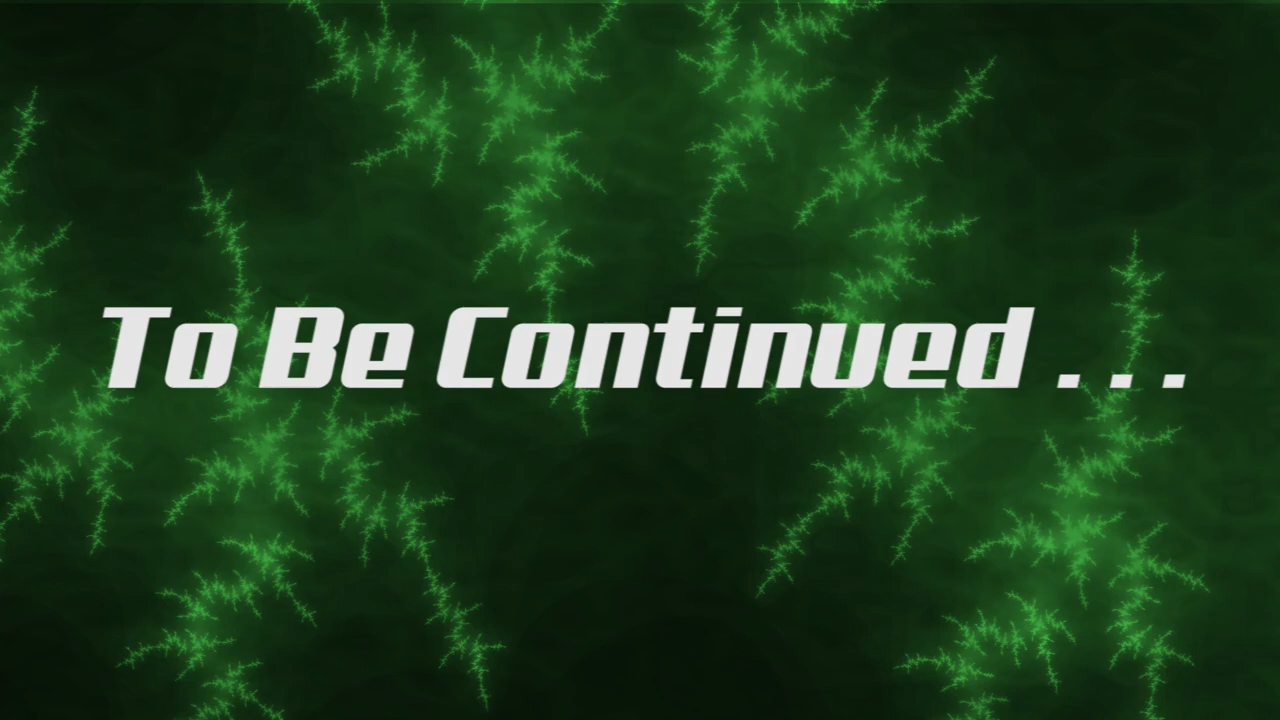 To Be Continued . . .